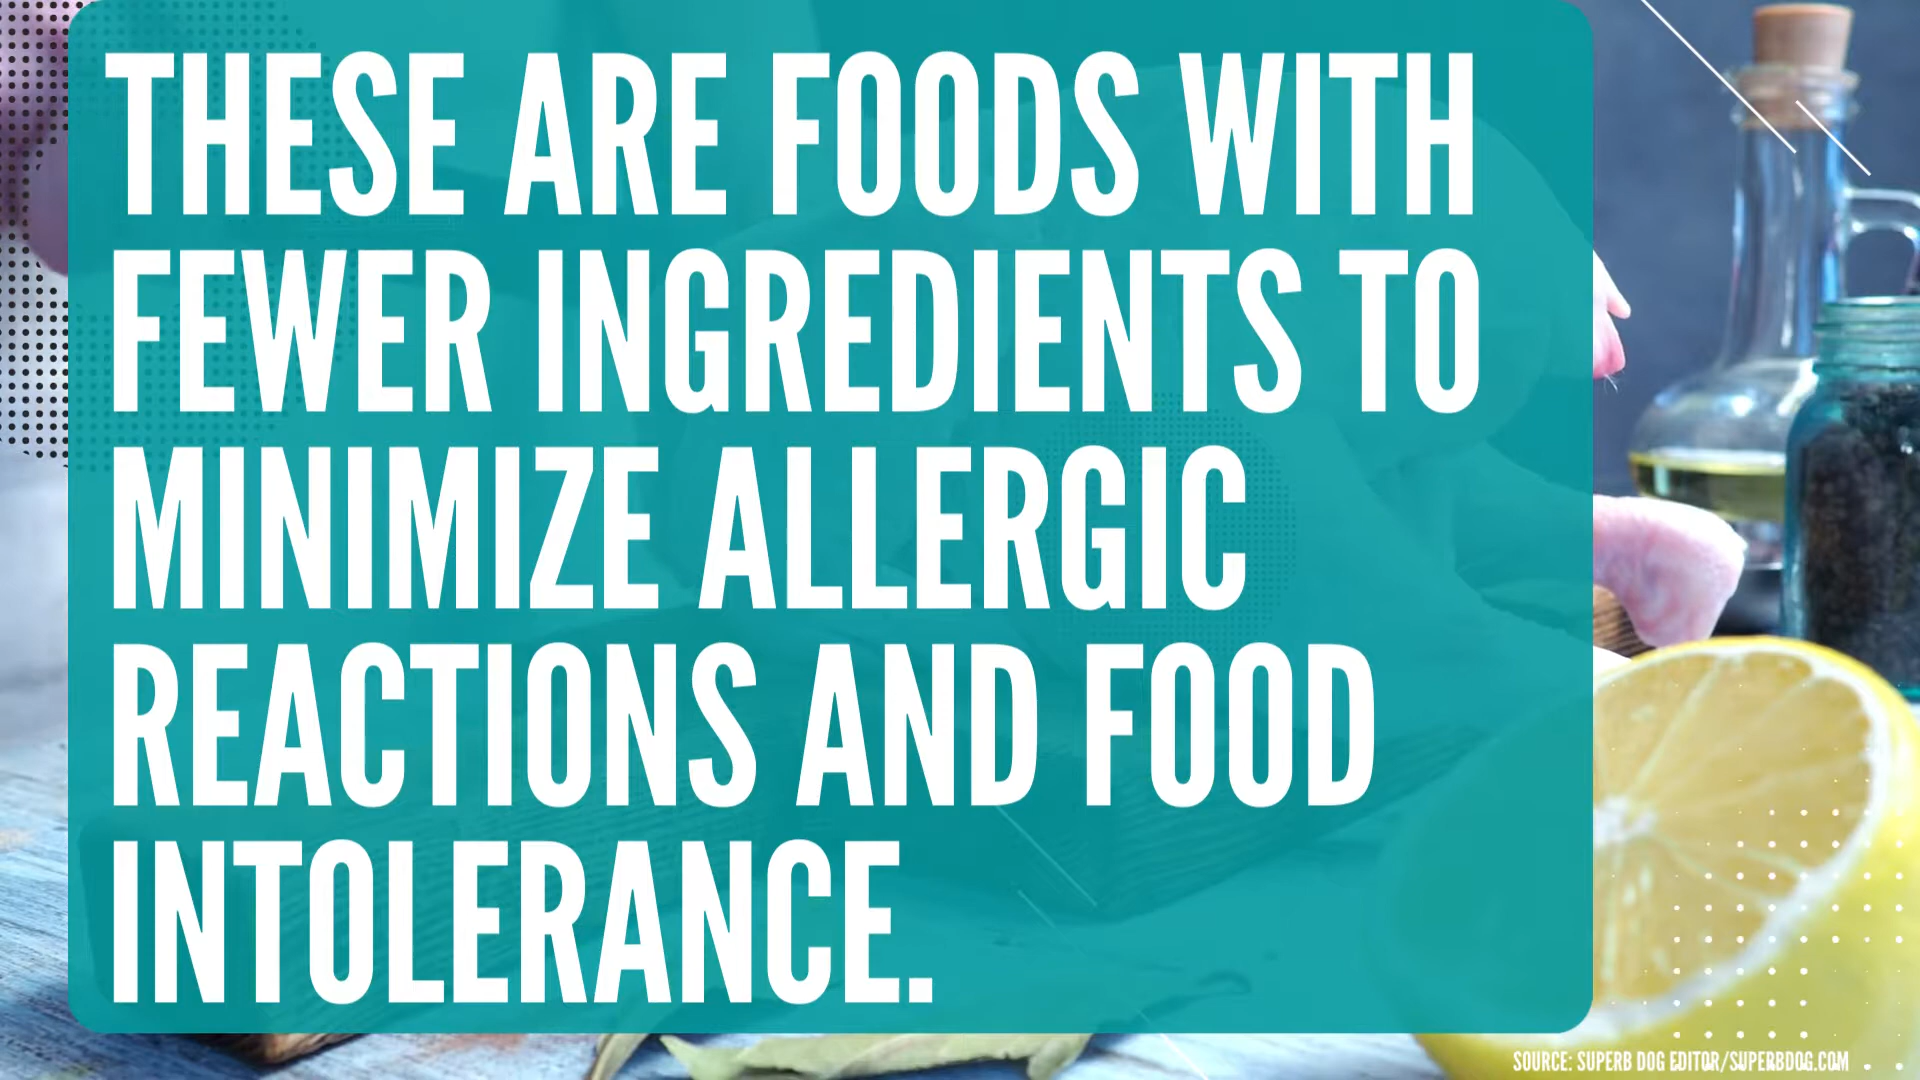 THESE ARE FOODS WITH
FEWER INGREDIENTS TO
MINIMIZE ALLERGIC
REACTIONS AND FOOD
INTOLERANCE.
SOURCE: SUPERB DOG EDITOR/SUPERBDOG.COM